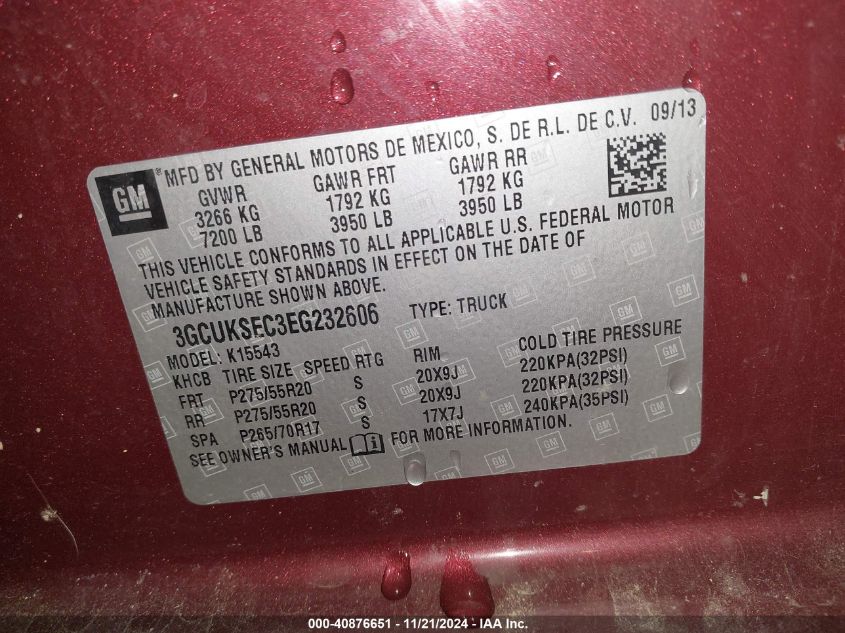 GM ® MFD BY GENERAL MOTORS DE MEXICO, S. DE R.L. DE C.V. 09/13
GVWR GAWR FRT GAWR RR
3266 KG 1792 KG 1792 KG
7200 LB 3950 LB 3950 LB
THIS VEHICLE CONFORMS TO ALL APPLICABLE U.S. FEDERAL MOTOR
VEHICLE SAFETY STANDARDS IN EFFECT ON THE DATE OF
MANUFACTURE SHOWN ABOVE.
3GCUKSEC3EG232606 TYPE: TRUCK
MODEL: K15543
KHCB TIRE SIZE SPEED RTG RIM COLD TIRE PRESSURE
FRT P275/55R20 S 20X9J 220KPA(32PSI)
RR P275/55R20 S 20X9J 220KPA(32PSI)
SPA P265/70R17 S 17X7J 240KPA(35PSI)
SEE OWNER'S MANUAL FOR MORE INFORMATION.
000-40876651 - 11/21/2024 - IAA Inc.